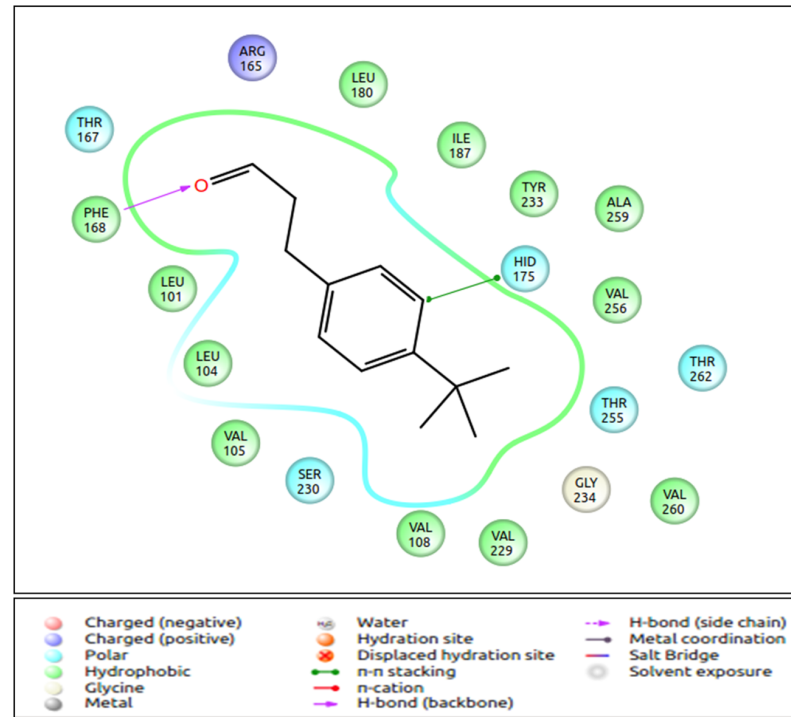 ARG
165
LEU
180
THR
167
ILE
187
TYR
233
ALA
259
O
PHE
168
HID
175
LEU
101
VAL
256
LEU
104
THR
262
THR
255
VAL
105
SER
230
GLY
234
VAL
260
VAL
108
VAL
229
Charged (negative)
Charged (positive)
Polar
Hydrophobic
Glycine
Metal
H₂O
Water
Hydration site
Displaced hydration site
π-π stacking
π-cation
H-bond (backbone)
H-bond (side chain)
Metal coordination
Salt Bridge
Solvent exposure